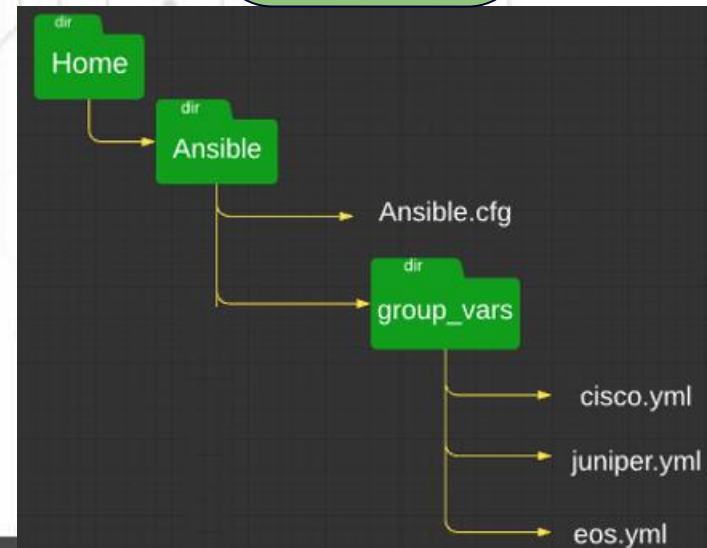 dir
Home
dir
Ansible
Ansible.cfg
dir
group_vars
cisco.yml
juniper.yml
eos.yml